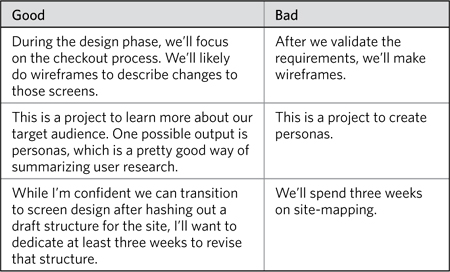 Good
Bad
During the design phase, we’ll focus
on the checkout process. We’ll likely
do wireframes to describe changes to
those screens.
After we validate the
requirements, we’ll make
wireframes.
This is a project to learn more about our
target audience. One possible output is
personas, which is a pretty good way of
summarizing user research.
This is a project to create
personas.
While I’m confident we can transition
to screen design after hashing out a
draft structure for the site, I’ll want to
dedicate at least three weeks to revise
that structure.
We’ll spend three weeks
on site-mapping.